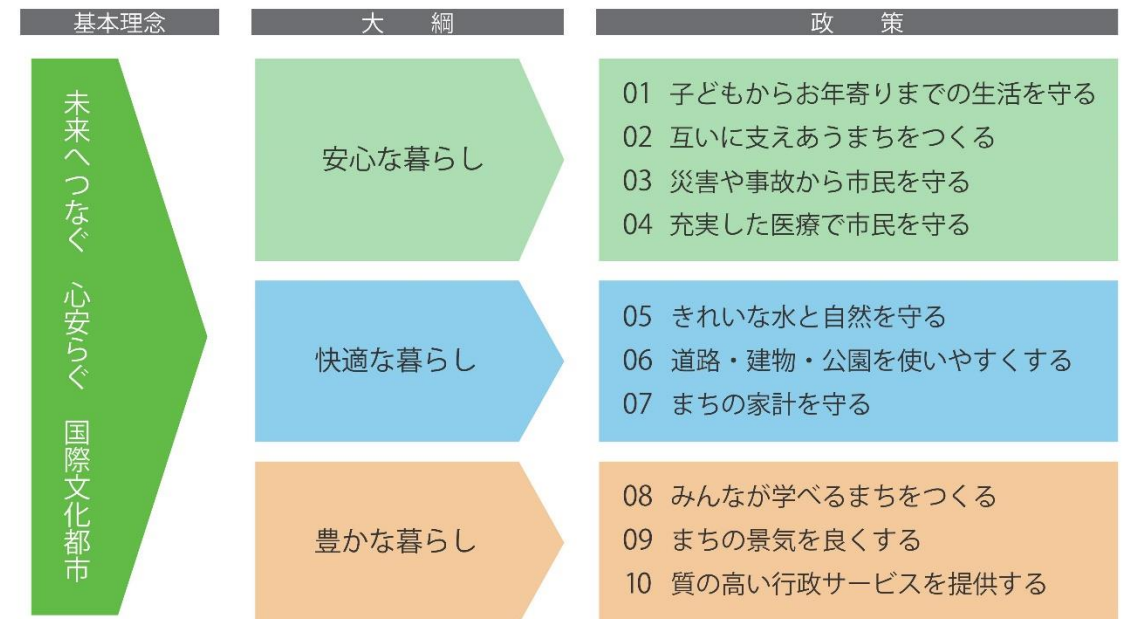 基本理念
大　綱
政　策
未来へつなぐ　心安らぐ　国際文化都市
安心な暮らし
01 子どもからお年寄りまでの生活を守る
02 互いに支えあうまちをつくる
03 災害や事故から市民を守る
04 充実した医療で市民を守る
快適な暮らし
05 きれいな水と自然を守る
06 道路・建物・公園を使いやすくする
07 まちの家計を守る
豊かな暮らし
08 みんなが学べるまちをつくる
09 まちの景気を良くする
10 質の高い行政サービスを提供する